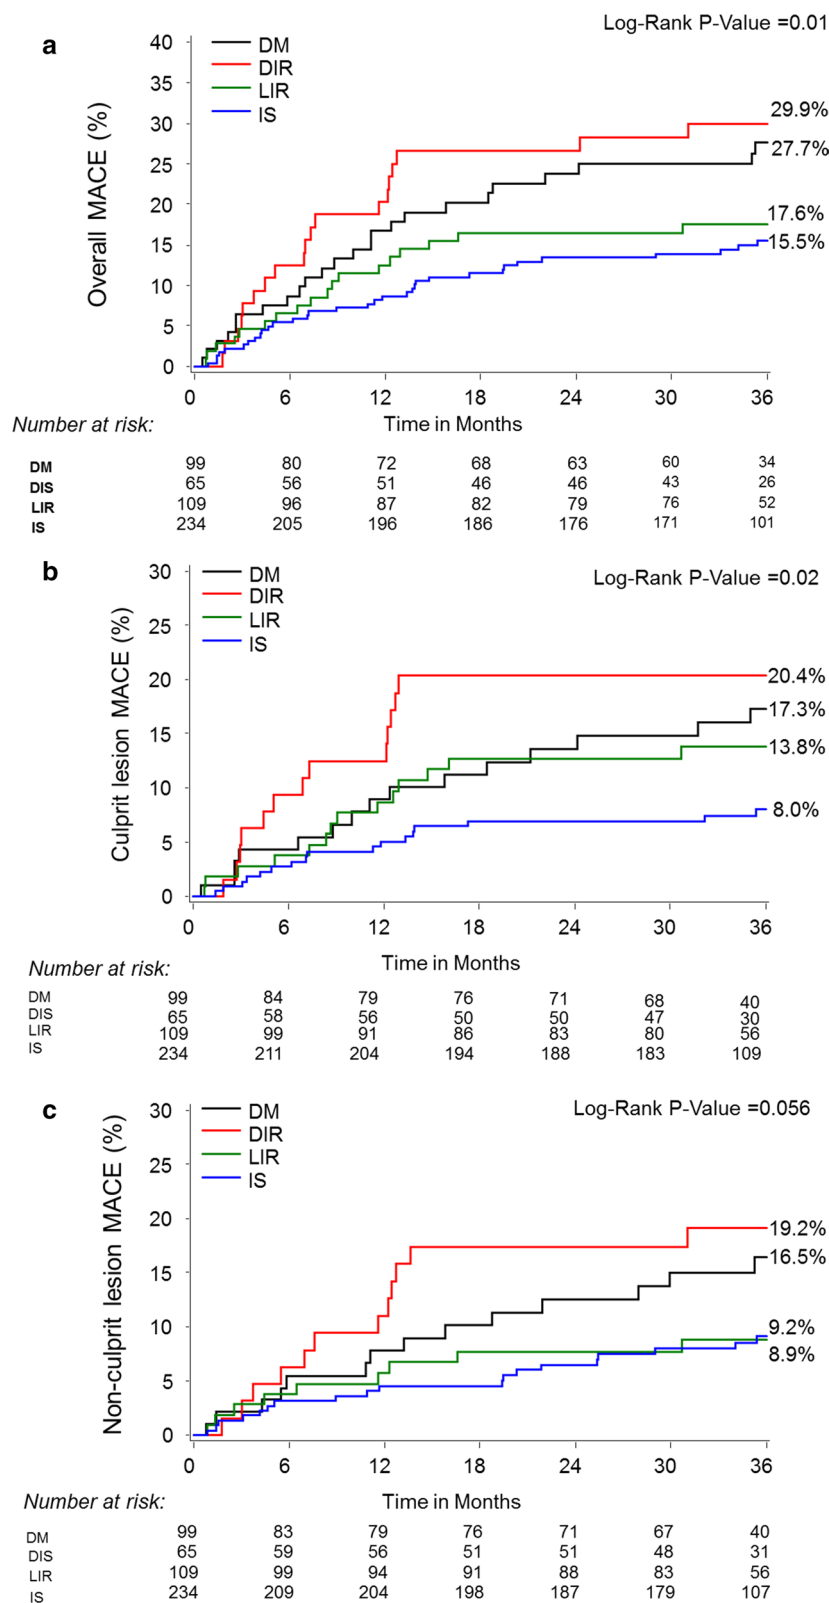 Log-Rank P-Value =0.01
a
DM
DIR
LIR
IS
Overall MACE (%)
40
35
30
25
20
15
10
5
0
29.9%
27.7%
17.6%
15.5%
0 6 12 18 24 30 36
Number at risk: Time in Months
DM 99 80 72 68 63 60 34
DIS 65 56 51 46 46 43 26
LIR 109 96 87 82 79 76 52
IS 234 205 196 186 176 171 101
b
Log-Rank P-Value =0.02
DM
DIR
LIR
IS
Culprit lesion MACE (%)
30
25
20
15
10
5
0
20.4%
17.3%
13.8%
8.0%
0 6 12 18 24 30 36
Number at risk: Time in Months
DM 99 84 79 76 71 68 40
DIS 65 58 56 50 50 47 30
LIR 109 99 91 86 83 80 56
IS 234 211 204 194 188 183 109
c
Log-Rank P-Value =0.056
DM
DIR
LIR
IS
Non-culprit lesion MACE (%)
30
25
20
15
10
5
0
19.2%
16.5%
9.2%
8.9%
0 6 12 18 24 30 36
Number at risk: Time in Months
DM 99 83 79 76 71 67 40
DIS 65 59 56 51 51 48 31
LIR 109 99 94 91 88 83 56
IS 234 209 204 198 187 179 107